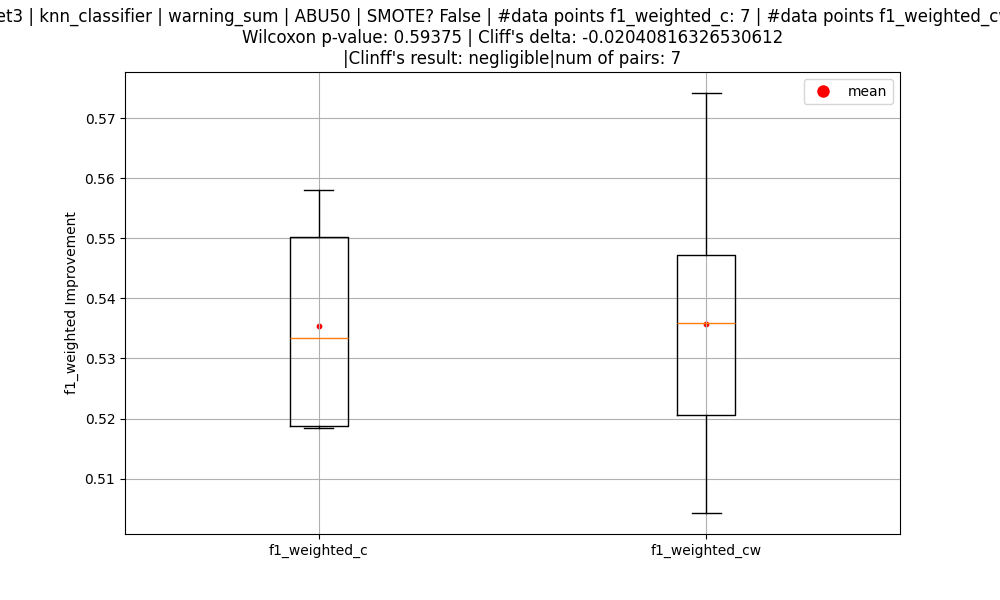 et3 | knn_classifier | warning_sum | ABU50 | SMOTE? False | #data points f1_weighted_c: 7 | #data points f1_weighted_c
Wilcoxon p-value: 0.59375 | Cliff's delta: -0.02040816326530612
|Clinff's result: negligible|num of pairs: 7
mean
0.57
0.56
0.55
0.54
0.53
0.52
0.51
f1_weighted Improvement
f1_weighted_c
f1_weighted_cw